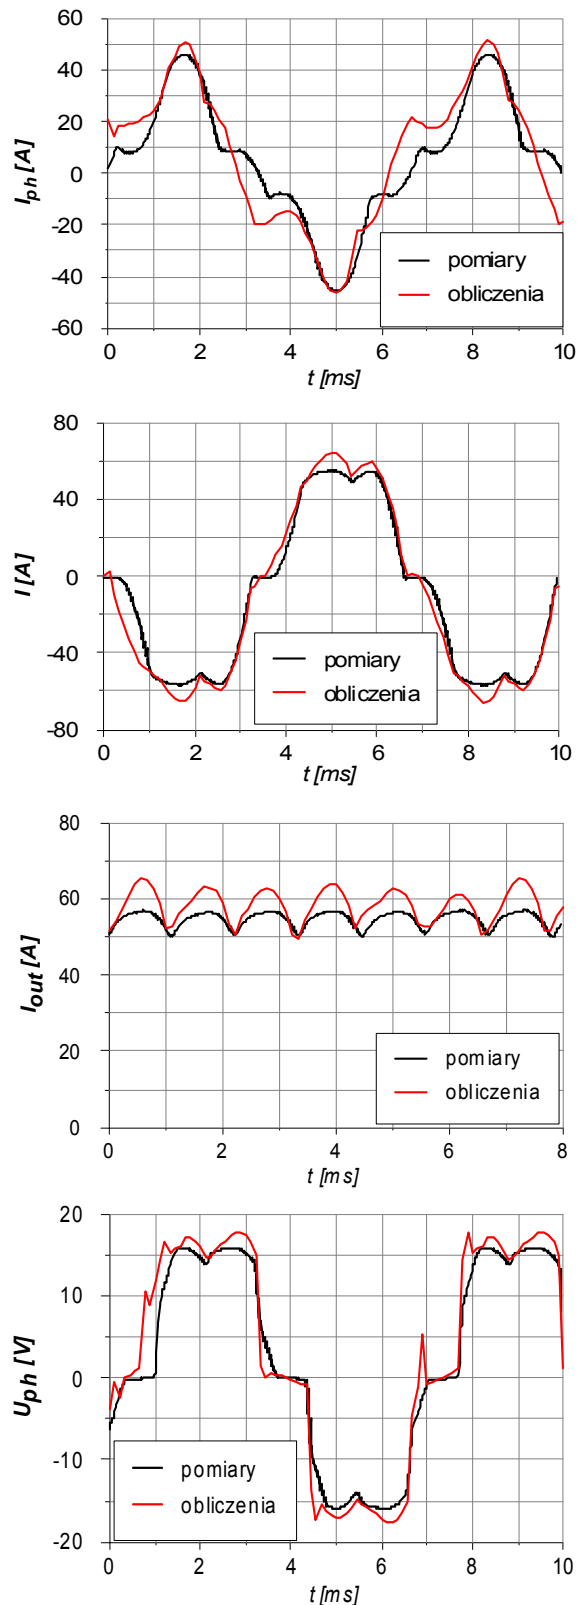 60
40
20
0
-20
-40
-60
I_ph [A]
pomiary
obliczenia
0 2 4 6 8 10
t [ms]
80
40
0
-40
-80
I [A]
pomiary
obliczenia
0 2 4 6 8 10
t [ms]
80
60
40
20
0
I_out [A]
pomiary
obliczenia
0 2 4 6 8
t [ms]
20
10
0
-10
-20
U_ph [V]
pomiary
obliczenia
0 2 4 6 8 10
t [ms]